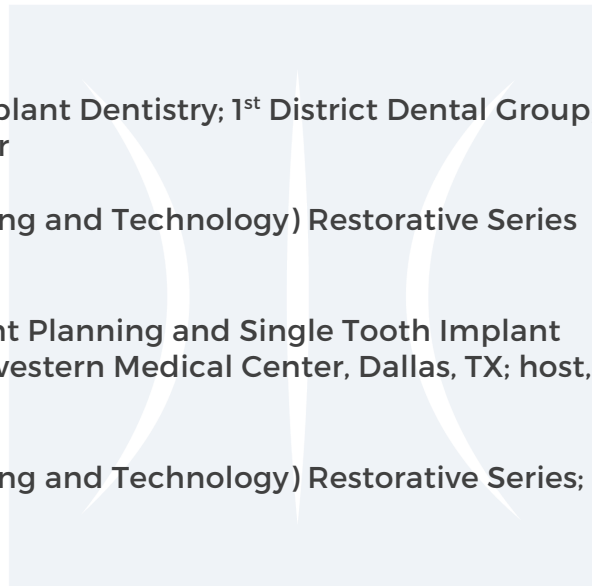 plant Dentistry; 1st District Dental Group
r
ng and Technology) Restorative Series
nt Planning and Single Tooth Implant
western Medical Center, Dallas, TX; host,
ng and Technology) Restorative Series;